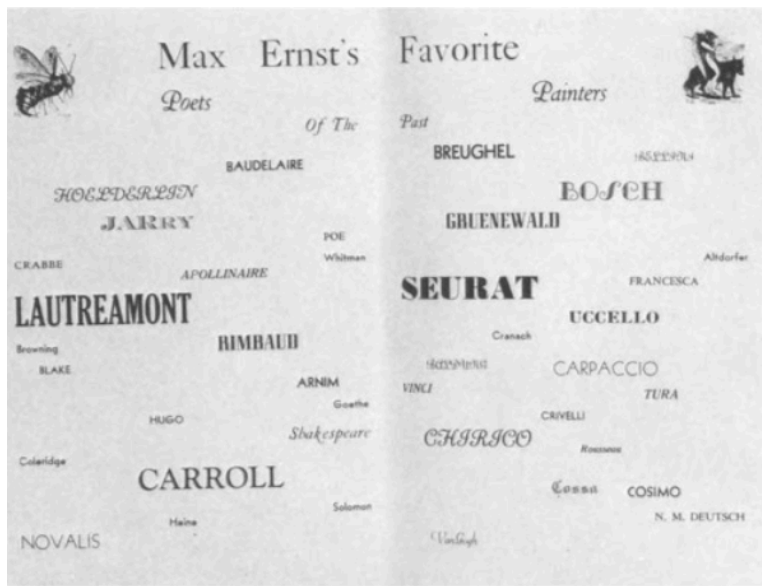 Max Ernst's Favorite
Poets
Of The Past
Painters
BAUDELAIRE
HOELDERLIN
JARRY
POE
Whitman
CRABBE
APOLLINAIRE
LAUTREAMONT
RIMBAUD
Browning
BLAKE
ARNIM
Goethe
HUGO
Shakespeare
Coleridge
CARROLL
Solomon
Heine
NOVALIS
BREUGHEL
BOSCH
GRUENEWALD
Altdorfer
FRANCESCA
SEURAT
UCCELLO
Cranach
CARPACCIO
VINCI
TURA
CRIVELLI
CHIRICO
Rousseau
Cossa
COSIMO
N. M. DEUTSCH